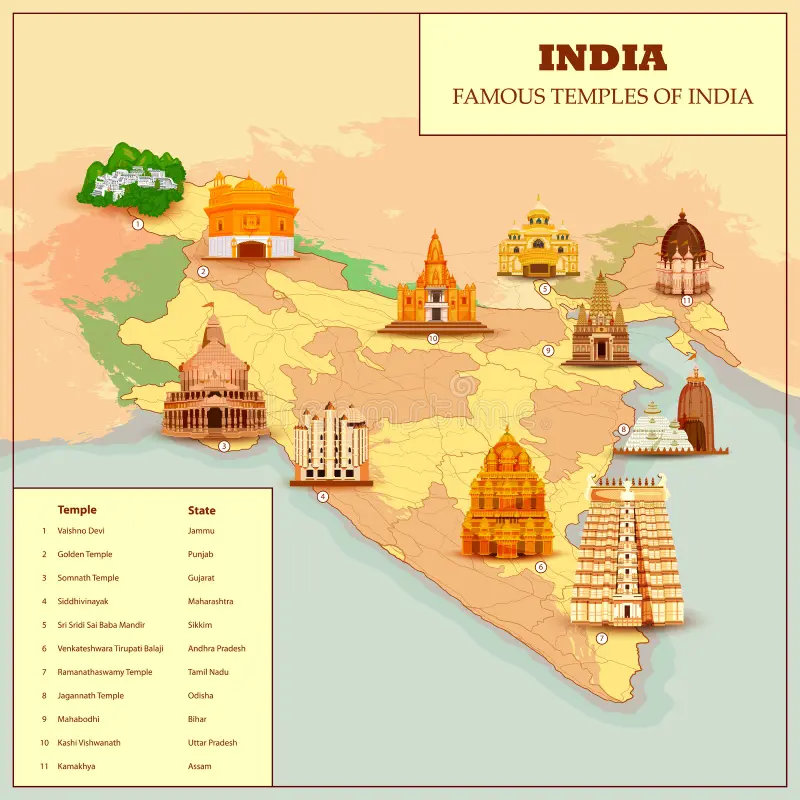 INDIA
FAMOUS TEMPLES OF INDIA
1
2
3
4
5
6
7
8
9
10
11
dreamstime.com
Temple State
1 Vaishno Devi Jammu
2 Golden Temple Punjab
3 Somnath Temple Gujarat
4 Siddhivinayak Maharashtra
5 Sri Sridi Sai Baba Mandir Sikkim
6 Venkateshwara Tirupati Balaji Andhra Pradesh
7 Ramanathaswamy Temple Tamil Nadu
8 Jagannath Temple Odisha
9 Mahabodhi Bihar
10 Kashi Vishwanath Uttar Pradesh
11 Kamakhya Assam